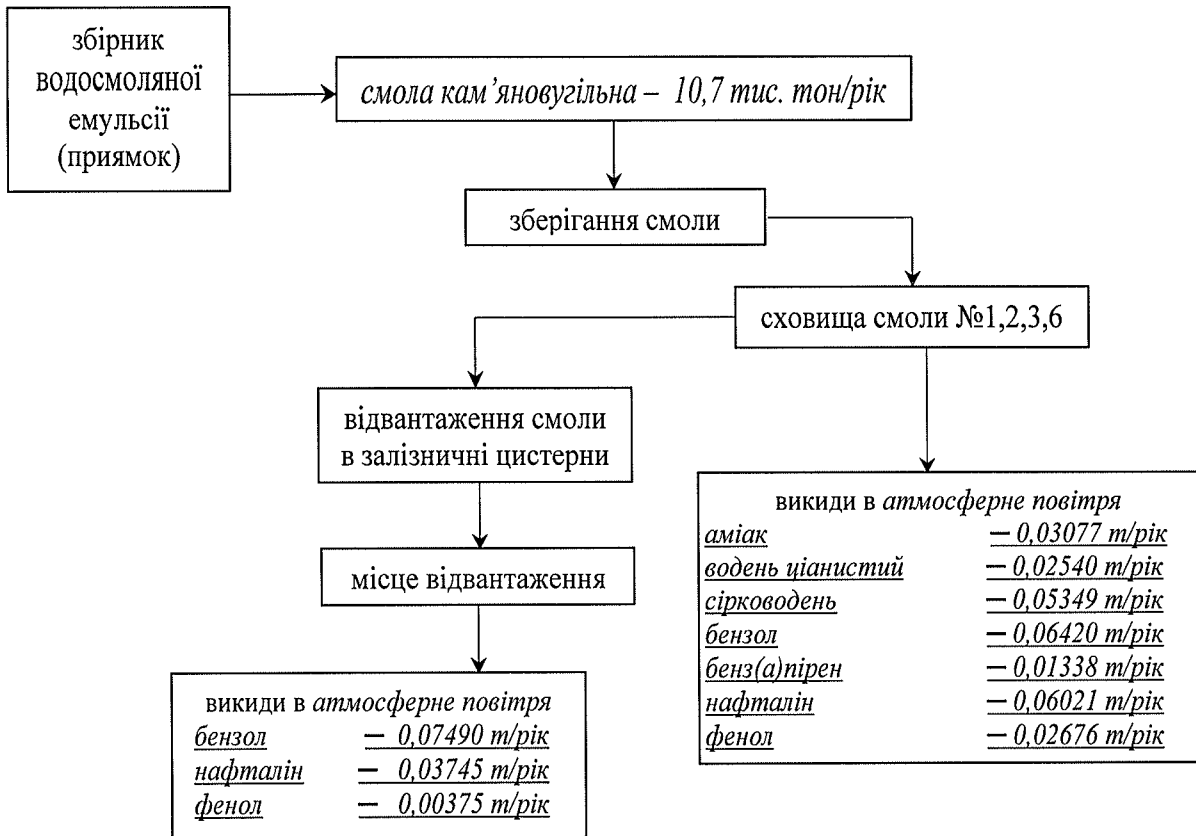 збірник
водосмоляної
емульсії
(приямок)
смола кам’яновугільна – 10,7 тис. тон/рік
зберігання смоли
сховища смоли №1,2,3,6
відвантаження смоли
в залізничні цистерни
місце відвантаження
викиди в атмосферне повітря
бензол — 0,07490 т/рік
нафталін — 0,03745 т/рік
фенол — 0,00375 т/рік
викиди в атмосферне повітря
аміак — 0,03077 т/рік
водень ціанистий — 0,02540 т/рік
сірководень — 0,05349 т/рік
бензол — 0,06420 т/рік
бенз(а)пірен — 0,01338 т/рік
нафталін — 0,06021 т/рік
фенол — 0,02676 т/рік